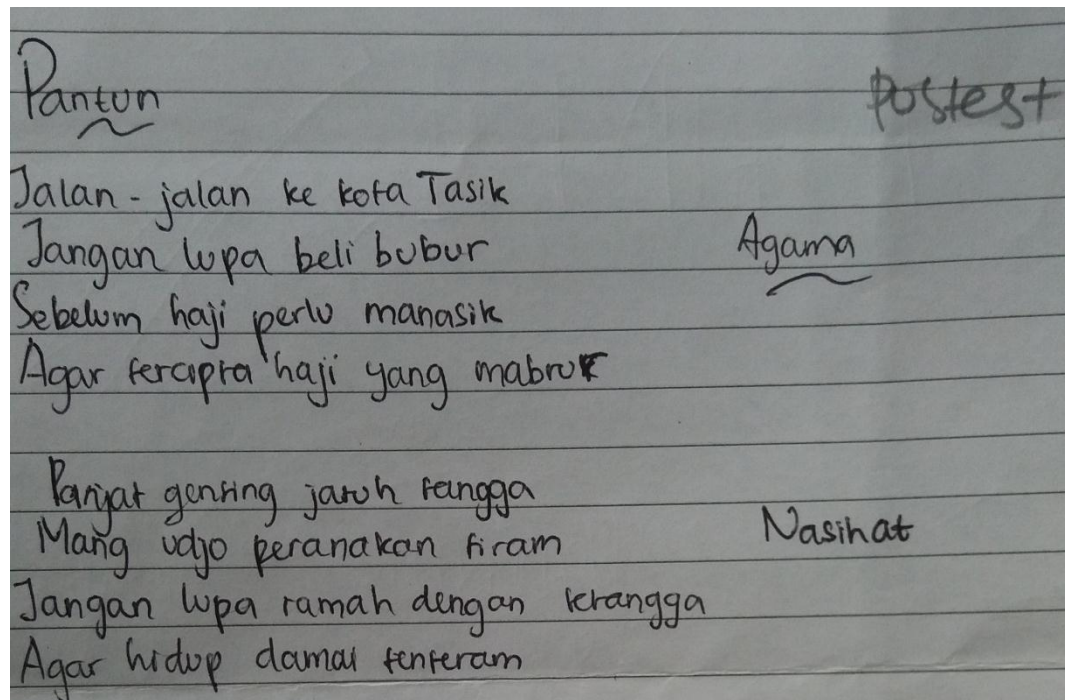 Pantun
Postest
Jalan-jalan ke kota Tasik
Jangan lupa beli bubur
Agama
Sebelum haji perlu manasik
Agar tercipta haji yang mabrur
Panjat genting jatuh tangga
Mang udjo peranakan tiram
Nasihat
Jangan lupa ramah dengan tetangga
Agar hidup damai tenteram